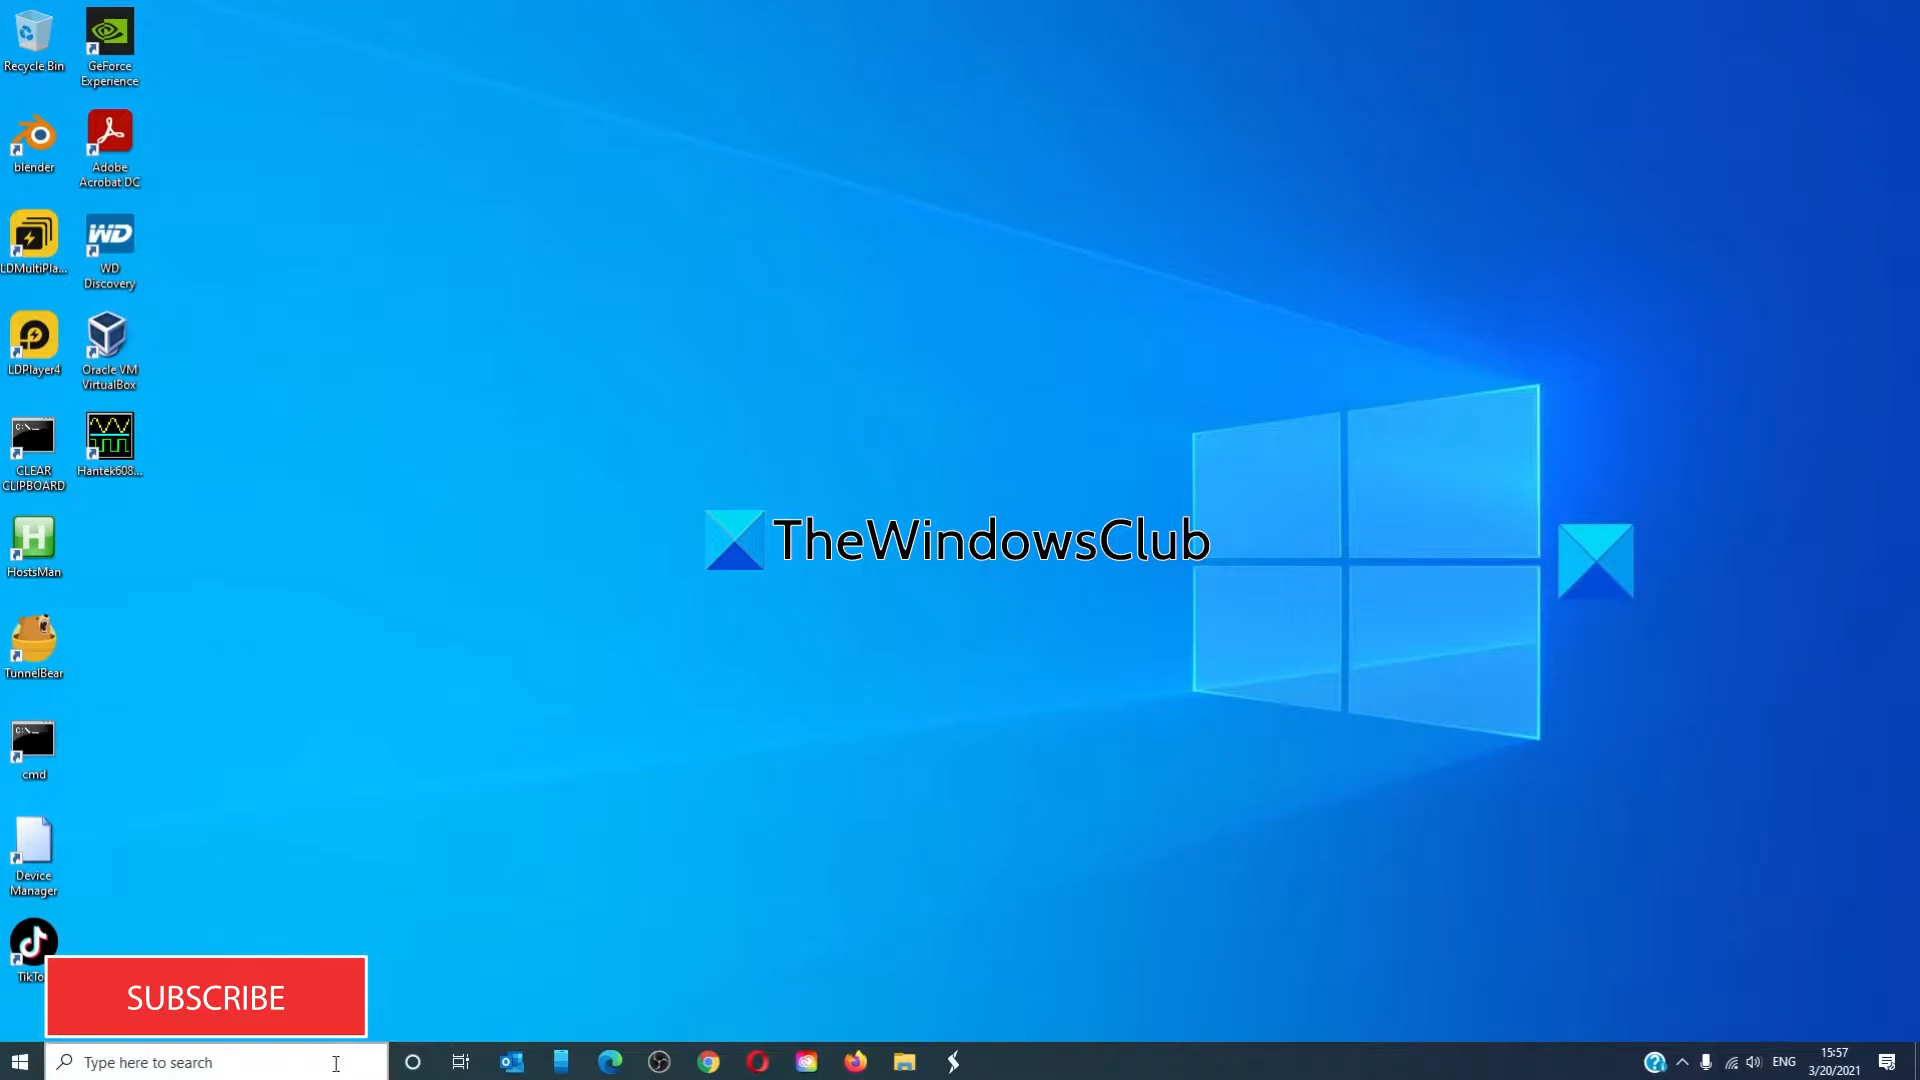 Recycle Bin
GeForce
Experience
blender
Adobe
Acrobat DC
LDMultiPla...
WD
WD
Discovery
LDPlayer4
Oracle VM
VirtualBox
C:\_
CLEAR
CLIPBOARD
Hantek608...
H
HostsMan
TheWindowsClub
TunnelBear
C:\_
cmd
Device
Manager
TikTo
SUBSCRIBE
Type here to search
ENG
15:57
3/20/2021